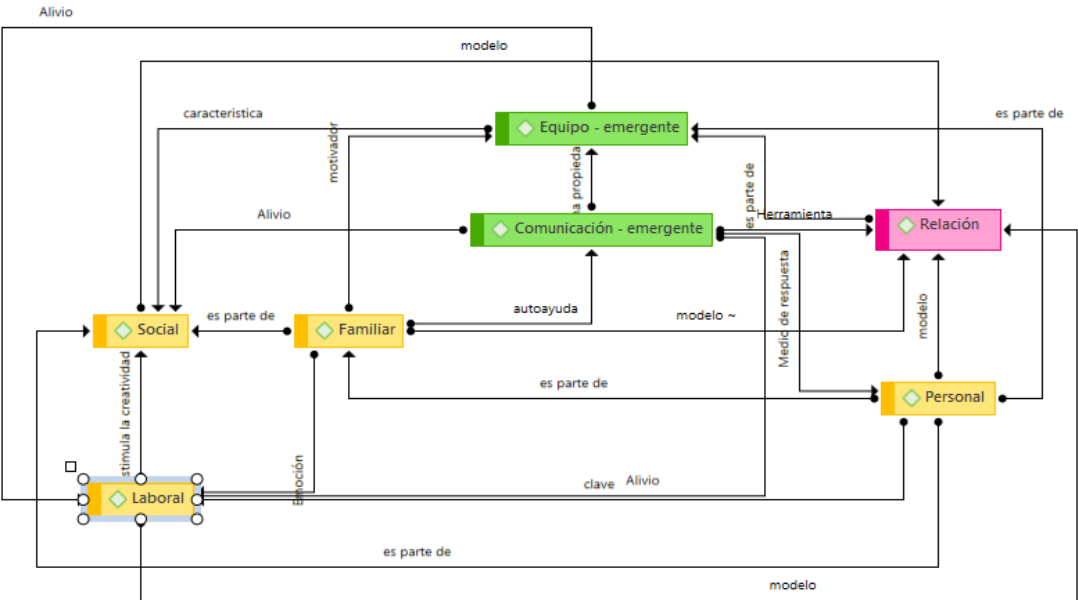 Alivio
modelo
caracteristica
es parte de
motivador
Equipo - emergente
a propieda
es parte de
Alivio
Herramienta
Comunicación - emergente
Relación
Medio de respuesta
autoayuda
modelo ~
modelo
es parte de
Social
Familiar
es parte de
Personal
stimula la creatividad
Emoción
clave
Alivio
Laboral
es parte de
modelo